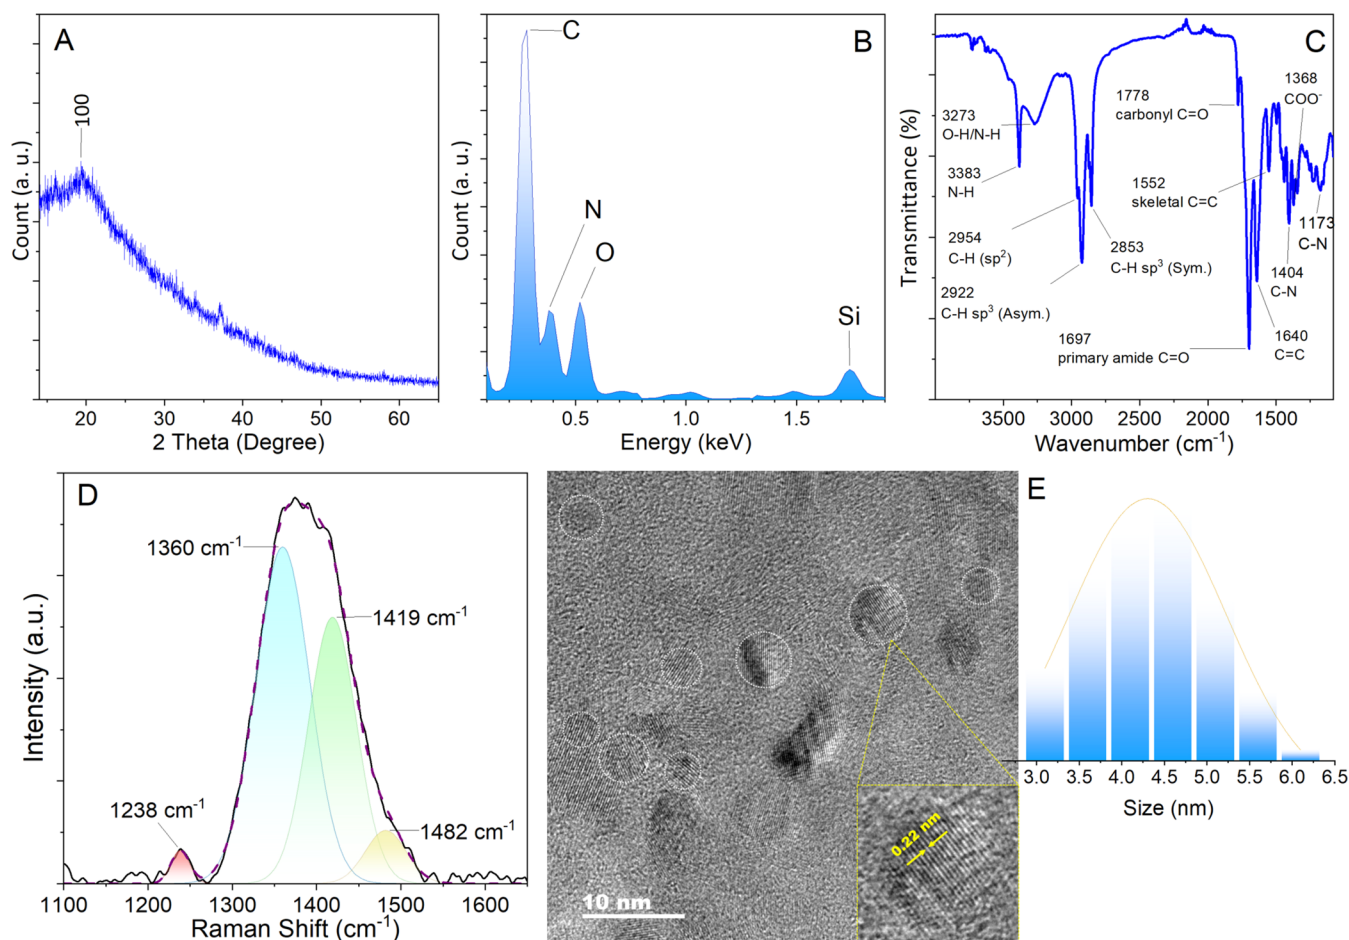 A
100
Count (a. u.)
20
30
40
50
60
2 Theta (Degree)
B
C
N
O
Si
Count (a. u.)
0.5
1.0
1.5
Energy (keV)
C
3273
O-H/N-H
3383
N-H
2954
C-H (sp²)
2922
C-H sp³ (Asym.)
2853
C-H sp³ (Sym.)
1697
primary amide C=O
1778
carbonyl C=O
1552
skeletal C=C
1368
COO⁻
1173
C-N
1404
C-N
1640
C=C
Transmittance (%)
3500
3000
2500
2000
1500
Wavenumber (cm⁻¹)
D
1360 cm⁻¹
1419 cm⁻¹
1238 cm⁻¹
1482 cm⁻¹
Intensity (a.u.)
1100
1200
1300
1400
1500
1600
Raman Shift (cm⁻¹)
10 nm
0.22 nm
E
3.0
3.5
4.0
4.5
5.0
5.5
6.0
6.5
Size (nm)